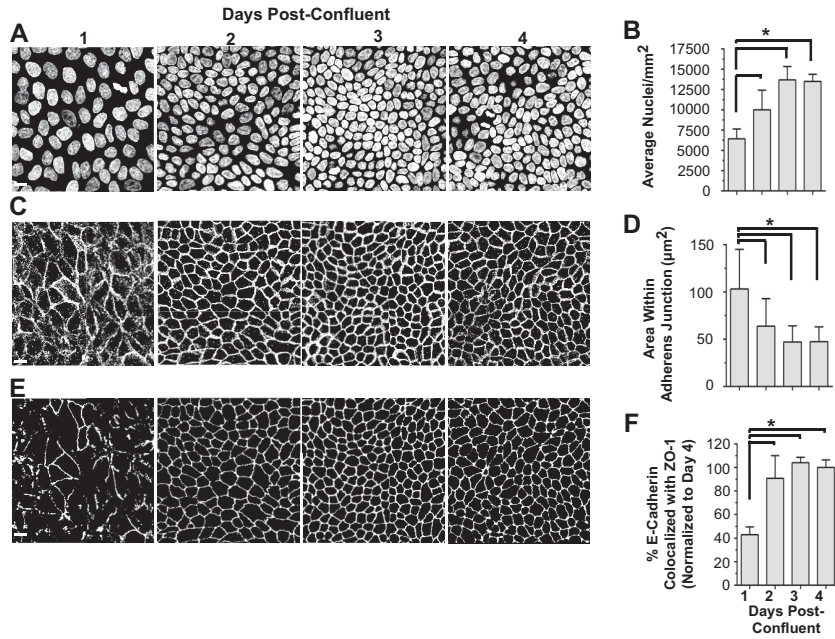 Days Post-Confluent
A
1
2
3
4
C
E
B
*
Average Nuclei/mm²
17500
15000
12500
10000
7500
5000
2500
0
D
*
Area Within
Adherens Junction (µm²)
150
100
50
0
F
*
% E-Cadherin
Colocalized with ZO-1
(Normalized to Day 4)
120
100
80
60
40
20
0
1 2 3 4
Days Post-
Confluent